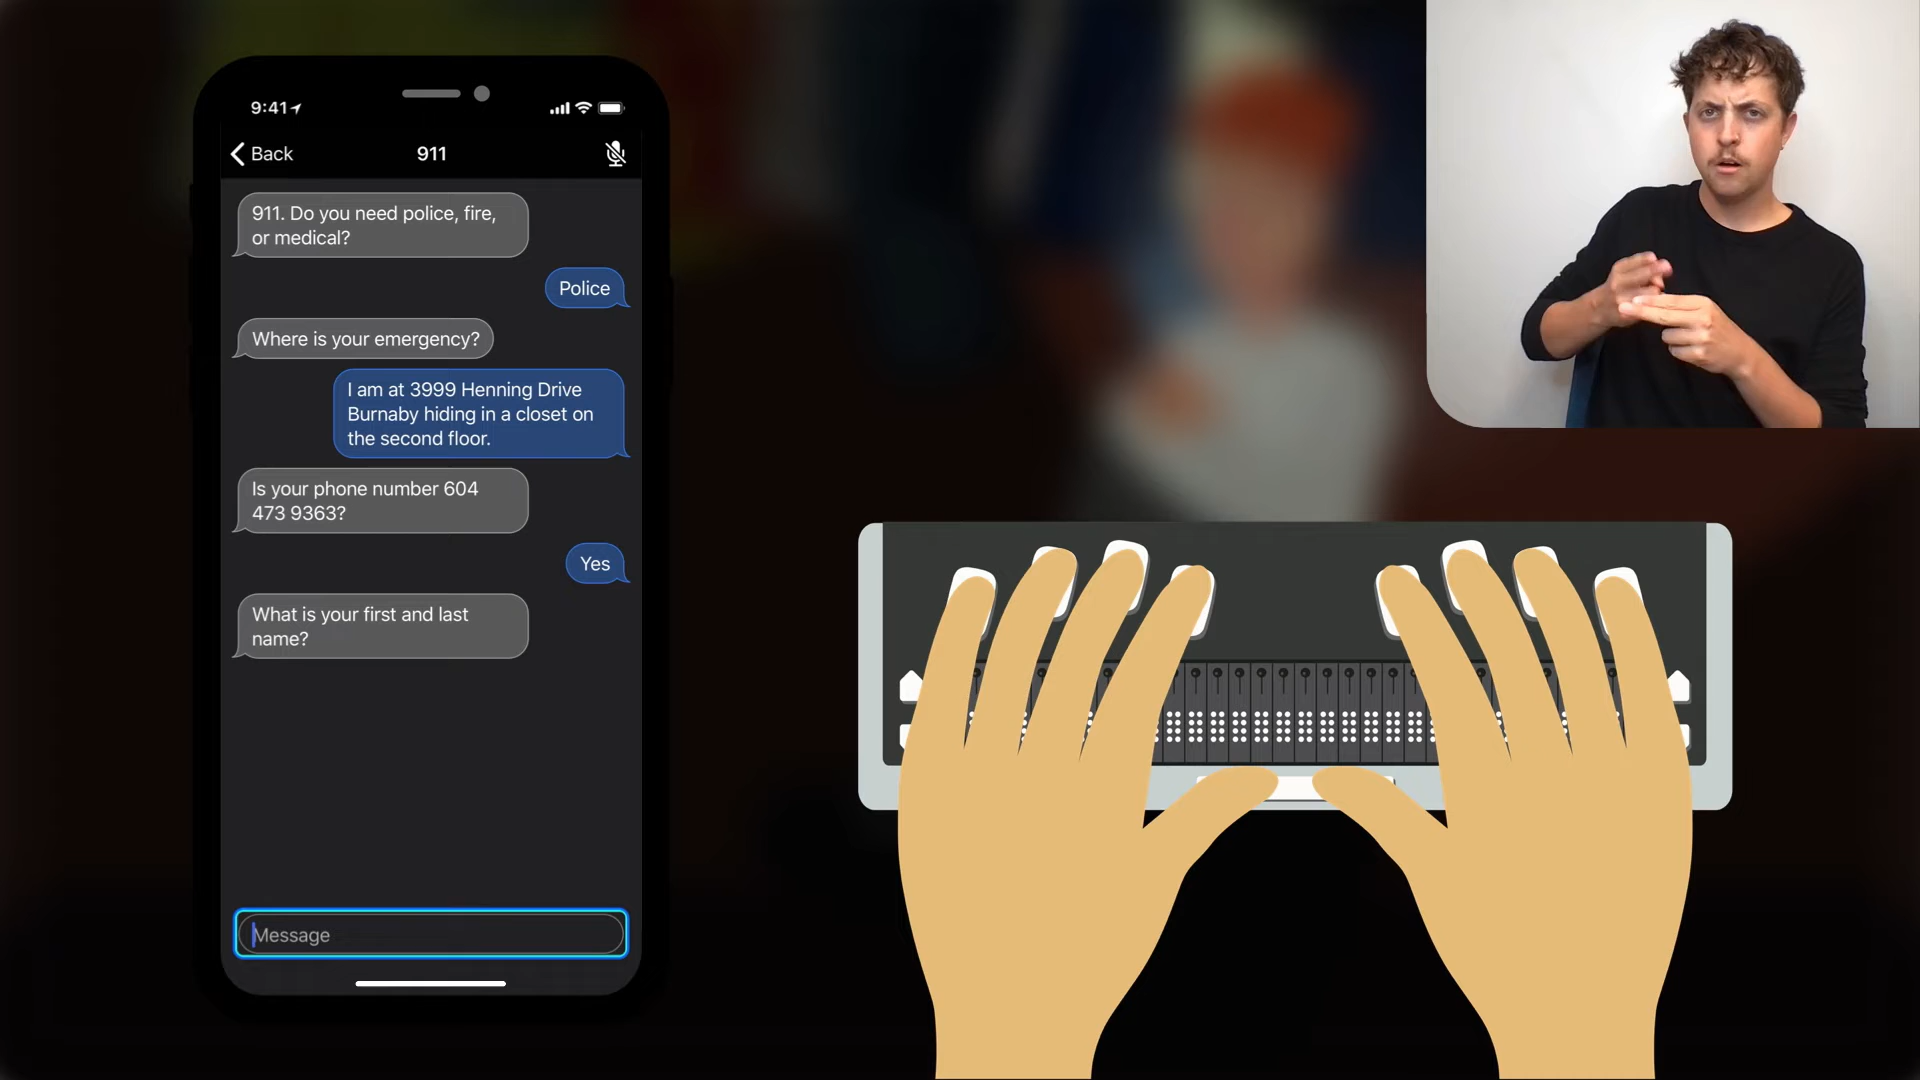 9:41
Back
911
911. Do you need police, fire,
or medical?
Police
Where is your emergency?
I am at 3999 Henning Drive
Burnaby hiding in a closet on
the second floor.
Is your phone number 604
473 9363?
Yes
What is your first and last
name?
Message